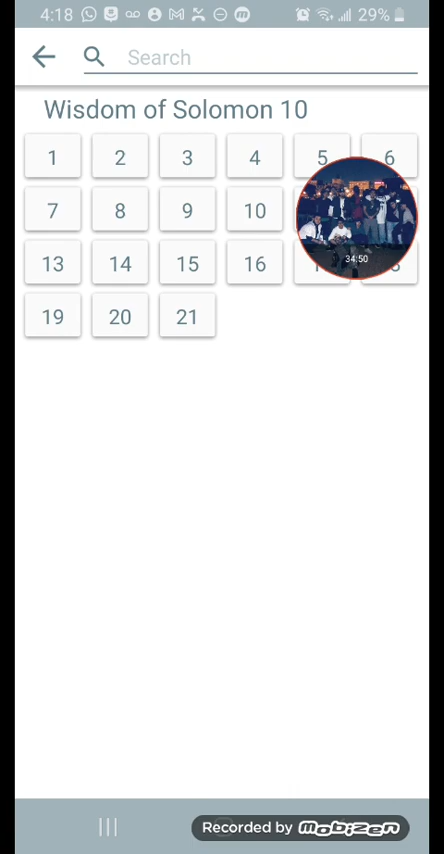 4:18 29%
Search
Wisdom of Solomon 10
1 2 3 4 5 6
7 8 9 10
13 14 15 16
34:50
19 20 21
Recorded by Mobizen